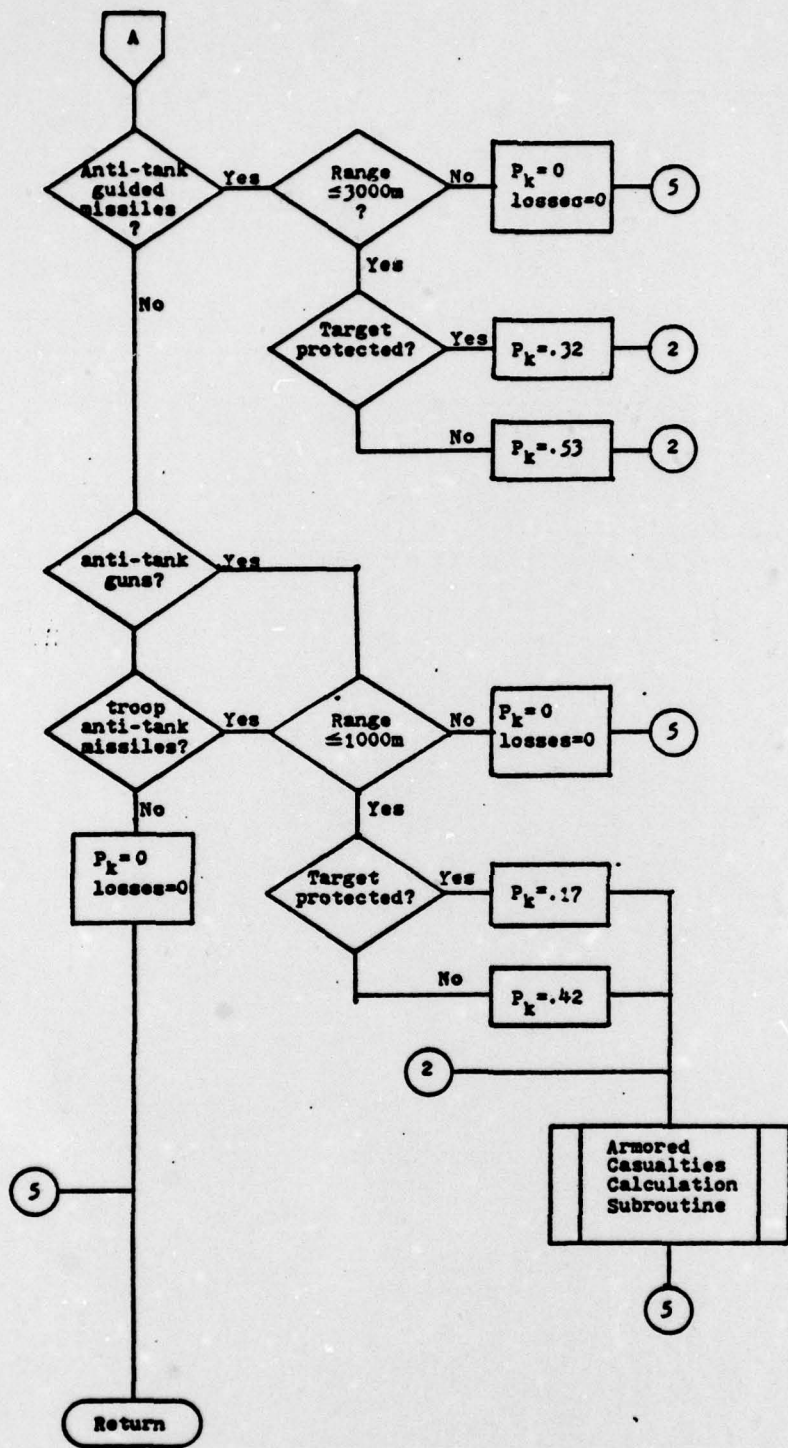 A
Anti-tank
guided
missiles
?
Yes
Range
≤3000m
?
No
P_k=0
losses=0
5
Yes
No
Target
protected?
Yes
P_k=.32
2
No
P_k=.53
2
anti-tank
guns?
Yes
troop
anti-tank
missiles?
Yes
Range
≤1000m
No
P_k=0
losses=0
5
No
Yes
P_k=0
losses=0
Target
protected?
Yes
P_k=.17
No
P_k=.42
2
Armored
Casualties
Calculation
Subroutine
5
5
Return